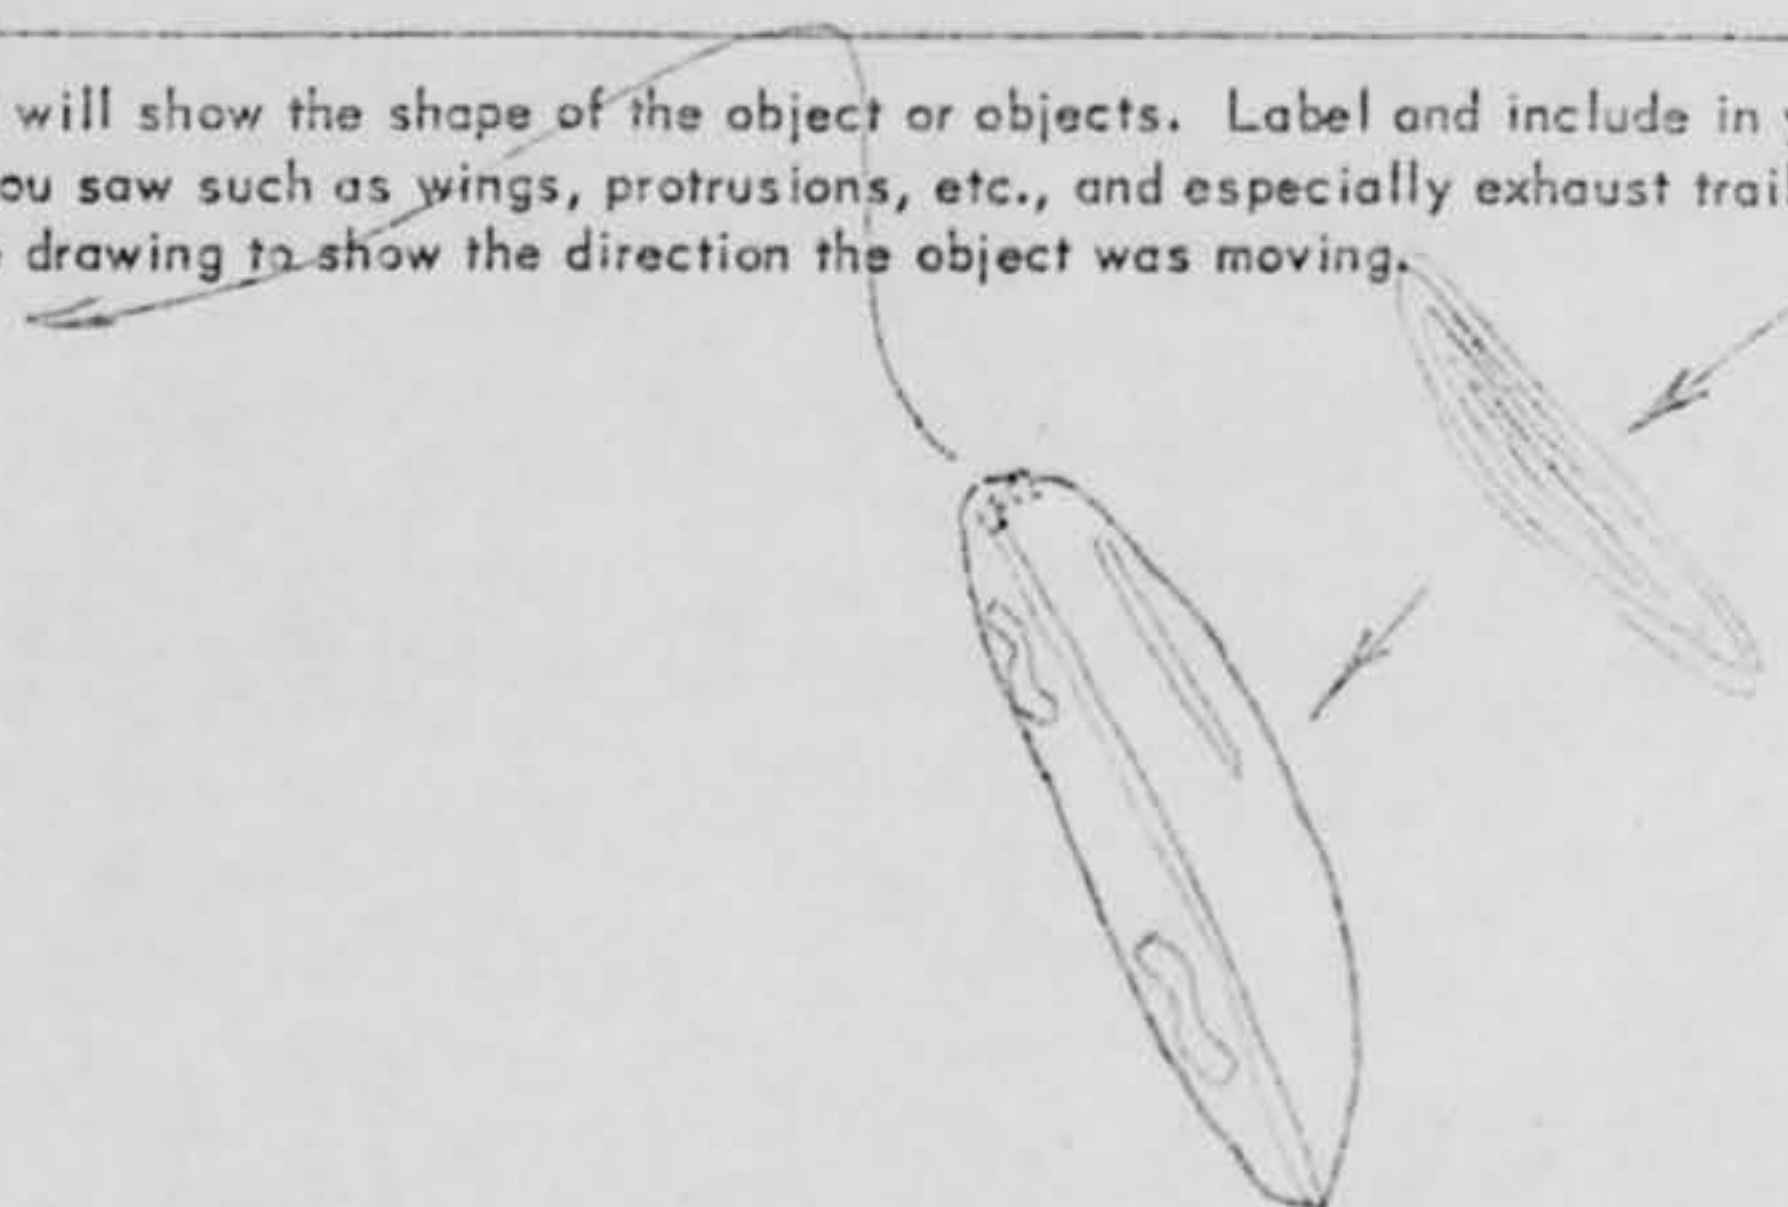 will show the shape of the object or objects. Label and include in
ou saw such as wings, protrusions, etc., and especially exhaust trail
drawing to show the direction the object was moving.